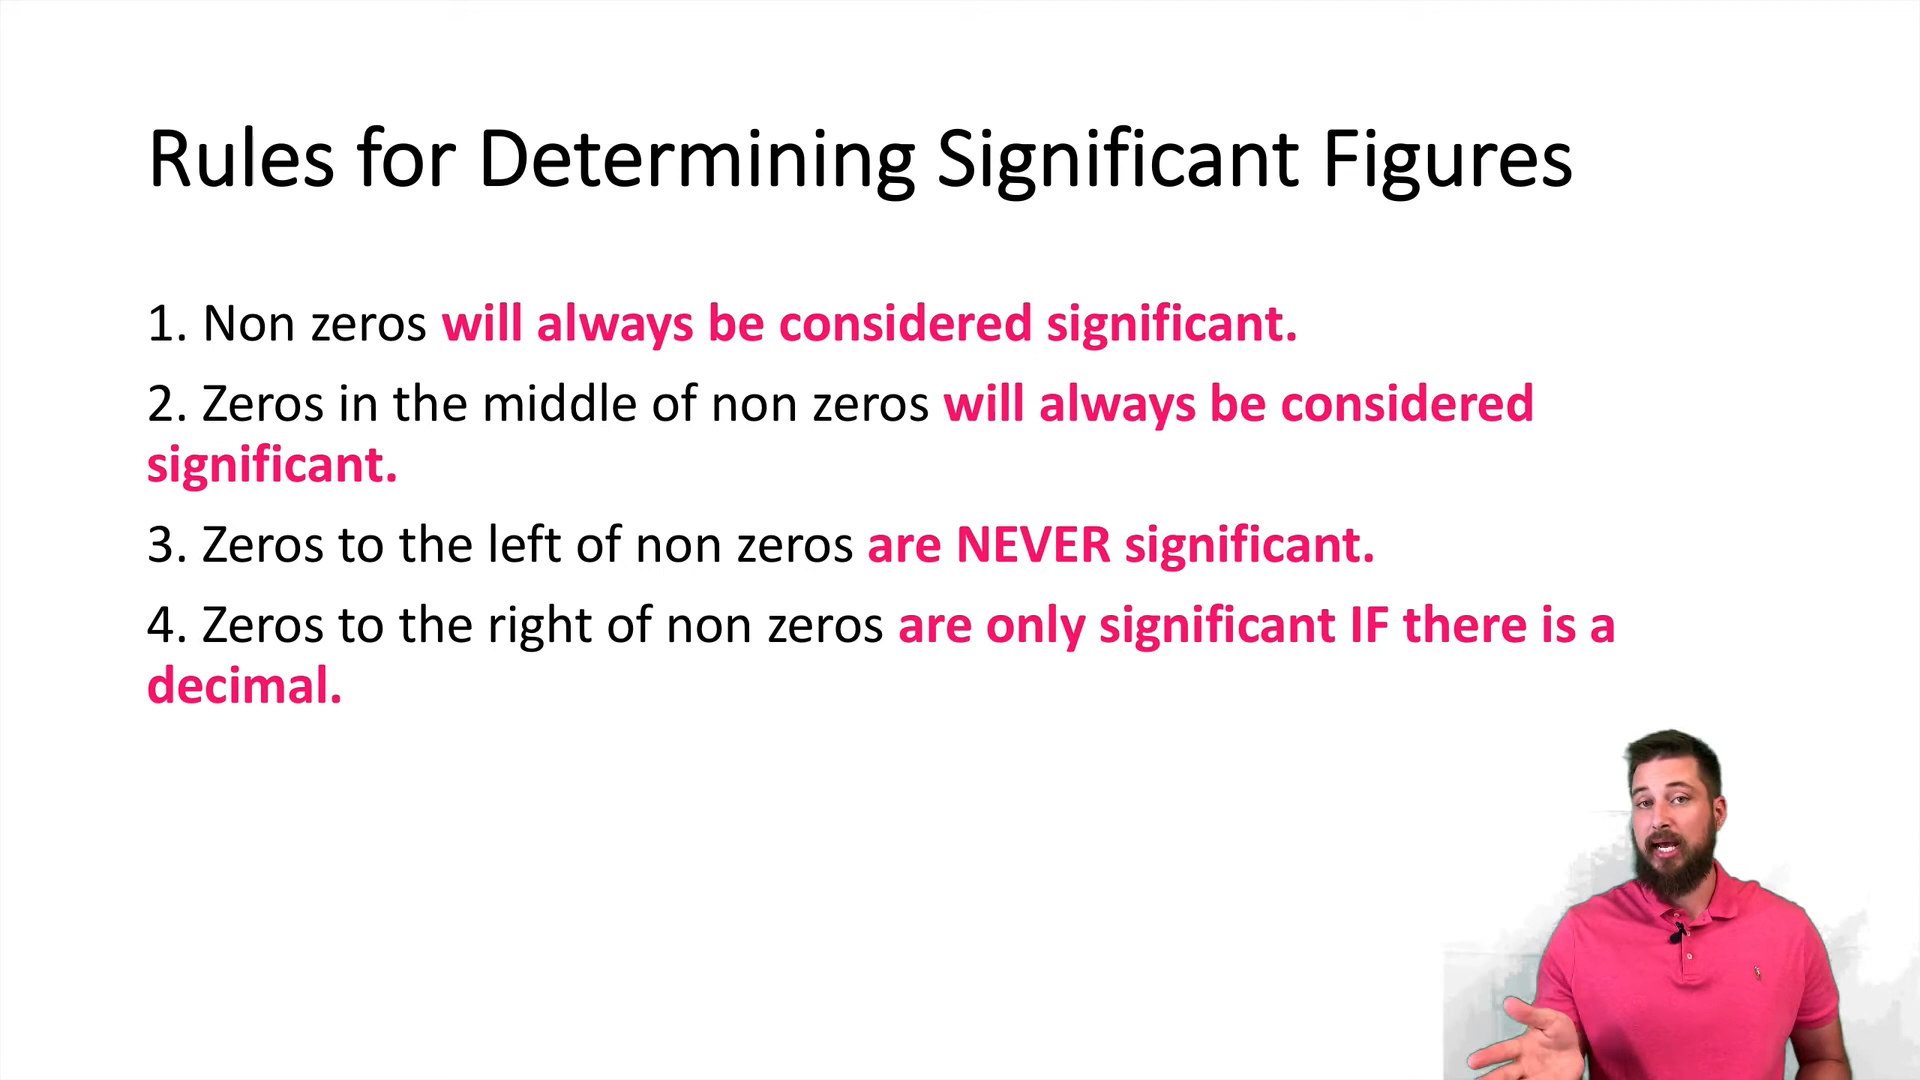 Rules for Determining Significant Figures
1. Non zeros will always be considered significant.
2. Zeros in the middle of non zeros will always be considered
significant.
3. Zeros to the left of non zeros are NEVER significant.
4. Zeros to the right of non zeros are only significant IF there is a
decimal.